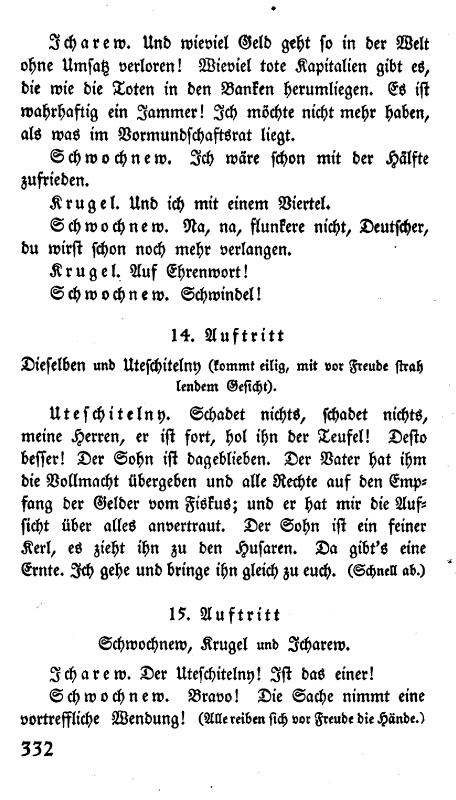 Icharew. Und wieviel Geld geht so in der Welt
ohne Umsatz verloren! Wieviel tote Kapitalien gibt es,
die wie die Toten in den Banken herumliegen. Es ist
wahrhaftig ein Jammer! Ich möchte nicht mehr haben,
als was im Vormundschaftsrat liegt.
Schwochnew. Ich wäre schon mit der Hälfte
zufrieden.
Krugel. Und ich mit einem Viertel.
Schwochnew. Na, na, flunkere nicht, Deutscher,
du wirst schon noch mehr verlangen.
Krugel. Auf Ehrenwort!
Schwochnew. Schwindel!
14. Auftritt
Dieselben und Uteschitelny (kommt eilig, mit vor Freude strah
lendem Gesicht).
Uteschitelny. Schadet nichts, schadet nichts,
meine Herren, er ist fort, hol ihn der Teufel! Desto
besser! Der Sohn ist dageblieben. Der Vater hat ihm
die Vollmacht übergeben und alle Rechte auf den Emp-
fang der Gelder vom Fiskus; und er hat mir die Auf-
sicht über alles anvertraut. Der Sohn ist ein feiner
Kerl, es zieht ihn zu den Husaren. Da gibt's eine
Ernte. Ich gehe und bringe ihn gleich zu euch. (Schnell ab.)
15. Auftritt
Schwochnew, Krugel und Icharew.
Icharew. Der Uteschitelny! Ist das einer!
Schwochnew. Bravo! Die Sache nimmt eine
vortreffliche Wendung! (Alle reiben sich vor Freude die Hände.)
332